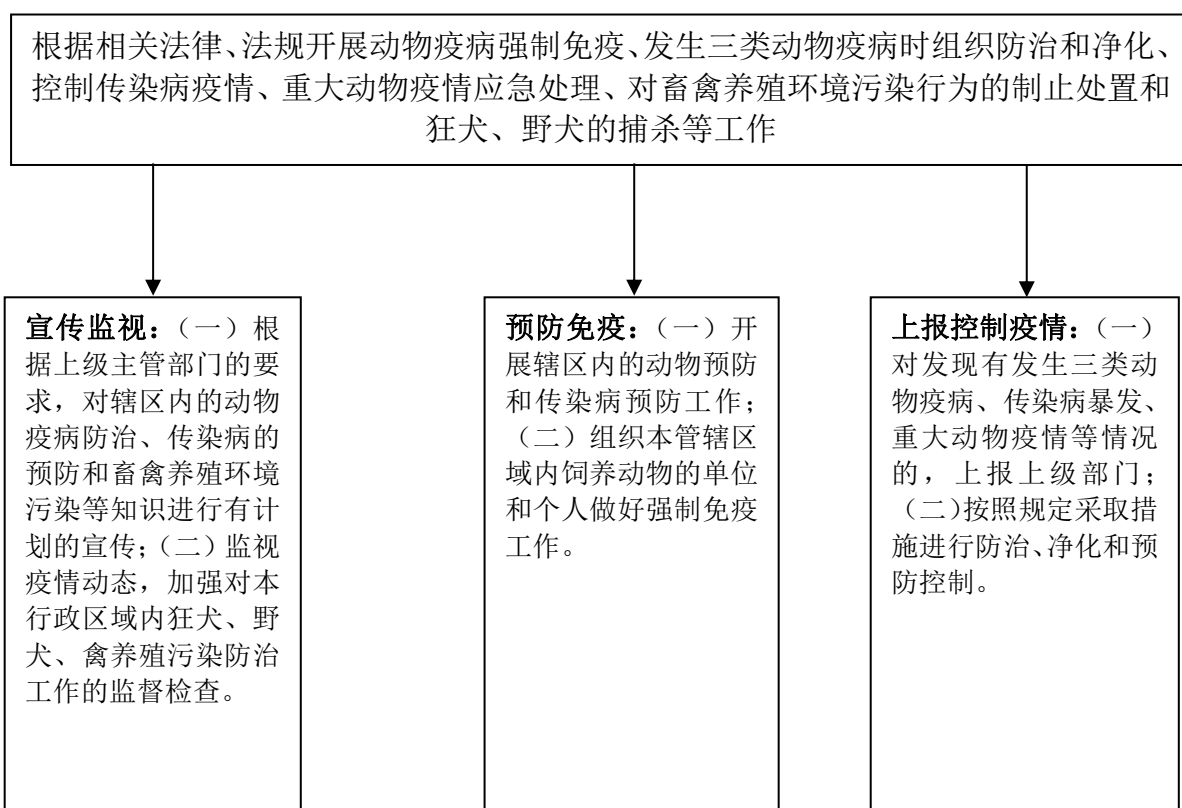 根据相关法律、法规开展动物疫病强制免疫、发生三类动物疫病时组织防治和净化、
控制传染病疫情、重大动物疫情应急处理、对畜禽养殖环境污染行为的制止处置和
狂犬、野犬的捕杀等工作
宣传监视：（一）根
据上级主管部门的要
求，对辖区内的动物
疫病防治、传染病的
预防和畜禽养殖环境
污染等知识进行有计
划的宣传；（二）监视
疫情动态，加强对本
行政区域内狂犬、野
犬、禽养殖污染防治
工作的监督检查。
预防免疫：（一）开
展辖区内的动物预防
和传染病预防工作；
（二）组织本管辖区
域内饲养动物的单位
和个人做好强制免疫
工作。
上报控制疫情：（一）
对发现有发生三类动
物疫病、传染病暴发、
重大动物疫情等情况
的，上报上级部门；
（二）按照规定采取措
施进行防治、净化和预
防控制。